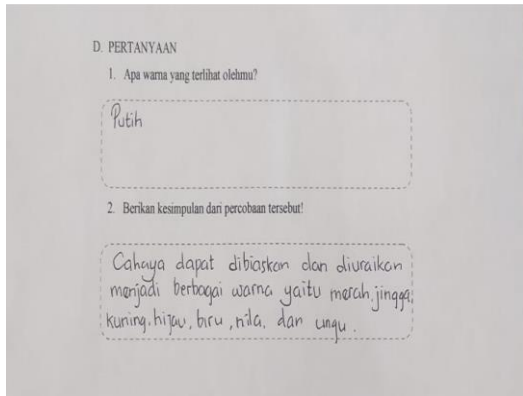 D. PERTANYAAN
1. Apa warna yang terlihat olehmu?
Putih
2. Berikan kesimpulan dari percobaan tersebut!
Cahaya dapat dibiaskan dan diuraikan
menjadi berbagai warna yaitu merah, jingga,
kuning, hijau, biru, nila, dan ungu.